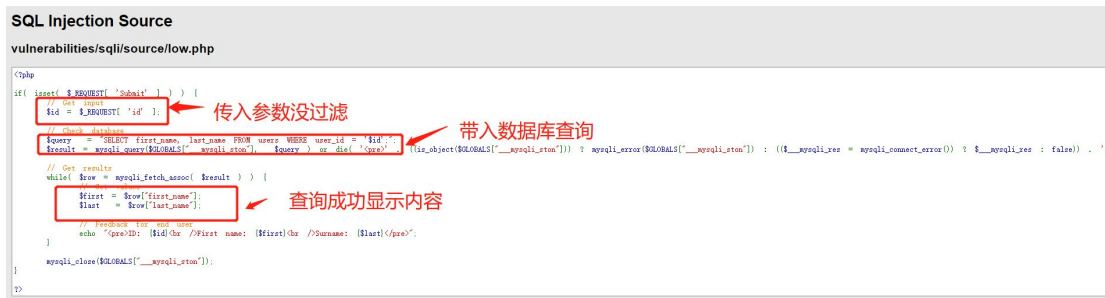 SQL Injection Source
vulnerabilities/sqli/source/low.php
<?php
if( isset( $_REQUEST[ 'Submit' ] ) ) {
// Get input
$id = $_REQUEST[ 'id' ];
传入参数没过滤
// Check database
带入数据库查询
$query = "SELECT first_name, last_name FROM users WHERE user_id = '$id';";
$result = mysqli_query($GLOBALS["___mysqli_ston"], $query ) or die( '<pre>' . ((is_object($GLOBALS["___mysqli_ston"])) ? mysqli_error($GLOBALS["___mysqli_ston"]) : (($___mysqli_res = mysqli_connect_error()) ? $___mysqli_res : false)) . '
// Get results
while( $row = mysqli_fetch_assoc( $result ) ) {
// Get values
$first = $row["first_name"];
$last = $row["last_name"];
查询成功显示内容
// Feedback for end user
echo "<pre>ID: {$id}<br />First name: {$first}<br />Surname: {$last}</pre>";
}
mysqli_close($GLOBALS["___mysqli_ston"]);
}
?>